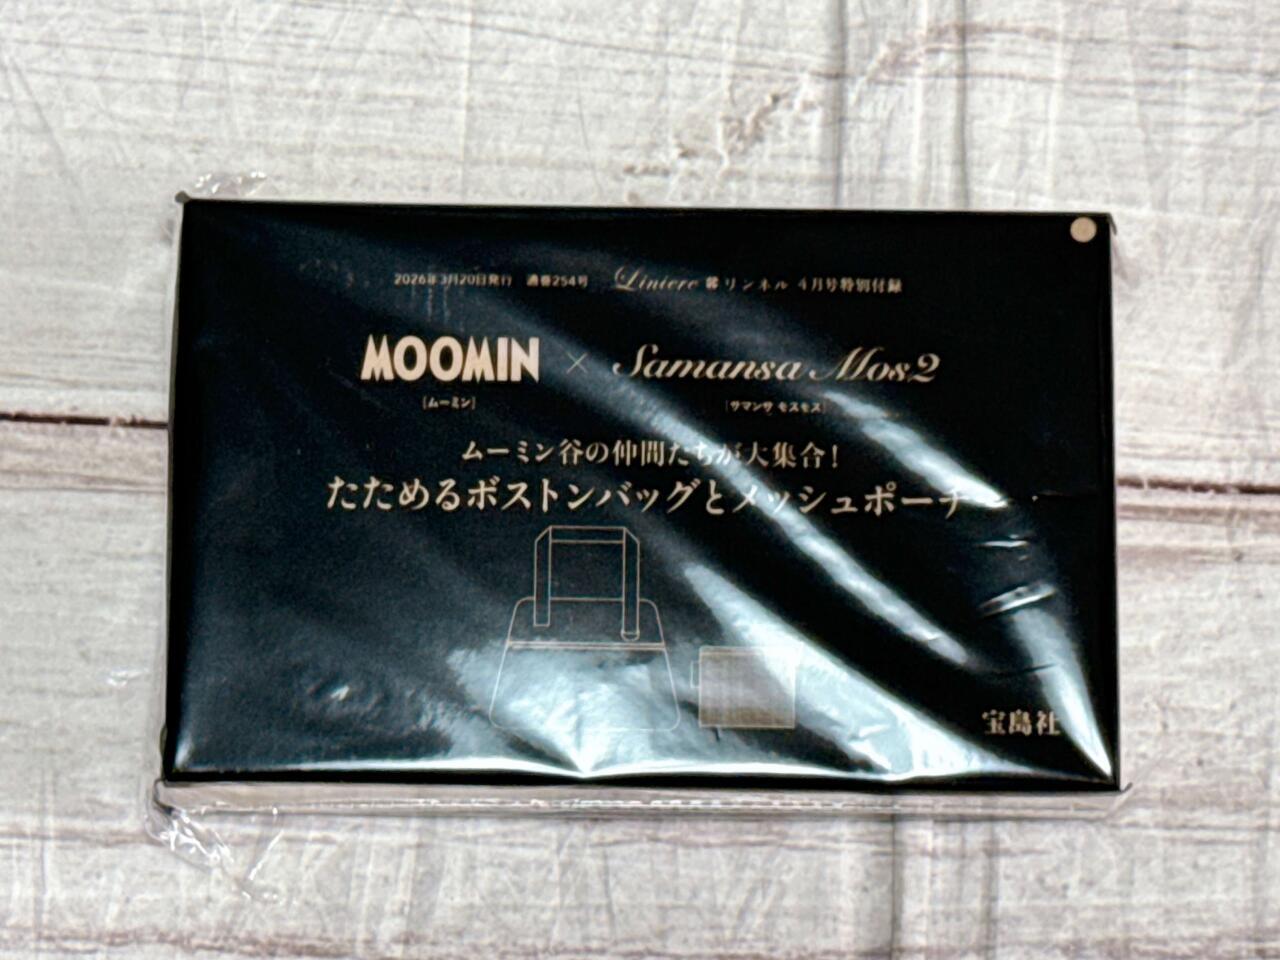 2026年3月20日発行 通巻254号 Liniere リンネル 4月号特別付録
MOOMIN × Samansa Mos2
[ムーミン] [サマンサ モスモス]
ムーミン谷の仲間たちが大集合!
たためるボストンバッグとメッシュポーチ
宝島社